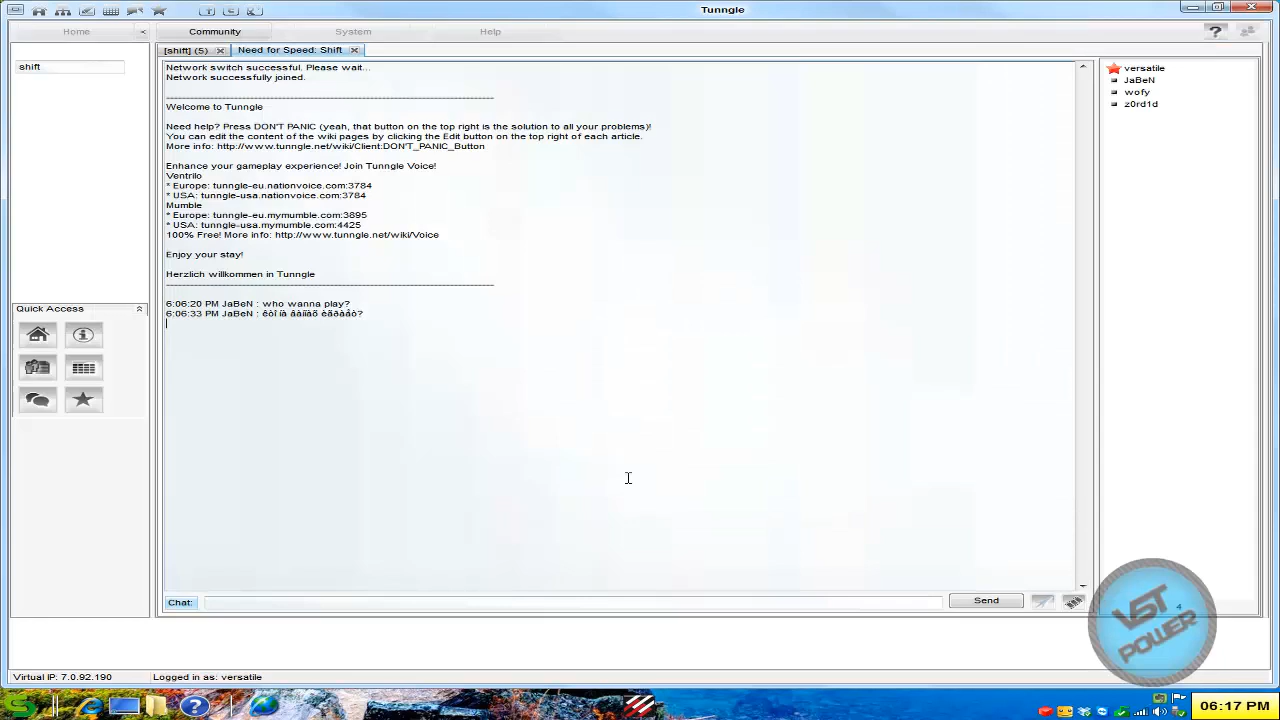 Tunngle
Home
<
Community
System
Help
?
shift
[shift] (5)
Need for Speed: Shift
Network switch successful. Please wait...
Network successfully joined.
Welcome to Tunngle
Need help? Press DON'T PANIC (yeah, that button on the top right is the solution to all your problems)!
You can edit the content of the wiki pages by clicking the Edit button on the top right of each article.
More info: http://www.tunngle.net/wiki/Client:DON'T_PANIC_Button
Enhance your gameplay experience! Join Tunngle Voice!
Ventrilo
* Europe: tunngle-eu.nationvoice.com:3784
* USA: tunngle-usa.nationvoice.com:3784
Mumble
* Europe: tunngle-eu.mymumble.com:3895
* USA: tunngle-usa.mymumble.com:4425
100% Free! More info: http://www.tunngle.net/wiki/Voice
Enjoy your stay!
Herzlich willkommen in Tunngle
6:06:20 PM JaBeN : who wanna play?
6:06:33 PM JaBeN :
versatile
JaBeN
wofy
z0rd1d
Quick Access
Chat:
Send
VST
4
POWER
Virtual IP: 7.0.92.190
Logged in as: versatile
06:17 PM